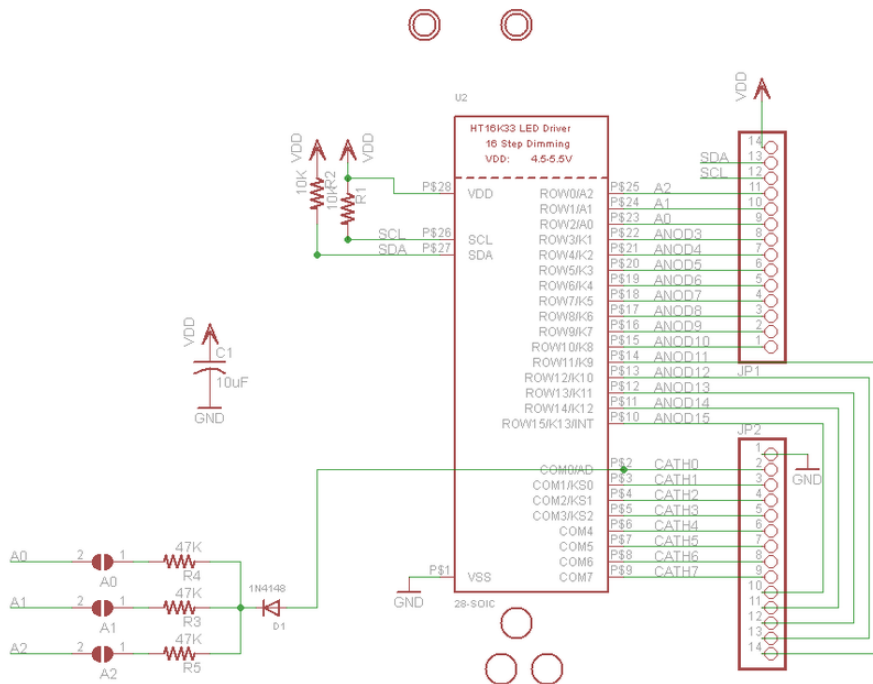 U2
HT16K33 LED Driver
16 Step Dimming
VDD: 4.5-5.5V
VDD
VDD
VDD
10K
R2
10K
R1
SCL
SDA
P$28
P$26
P$27
VDD
SCL
SDA
ROW0/A2
ROW1/A1
ROW2/A0
ROW3/K1
ROW4/K2
ROW5/K3
ROW6/K4
ROW7/K5
ROW8/K6
ROW9/K7
ROW10/K8
ROW11/K9
ROW12/K10
ROW13/K11
ROW14/K12
ROW15/K13/INT
COM0/AD
COM1/KS0
COM2/KS1
COM3/KS2
COM4
COM5
COM6
COM7
P$25 A2
P$24 A1
P$23 A0
P$22 ANOD3
P$21 ANOD4
P$20 ANOD5
P$19 ANOD6
P$18 ANOD7
P$17 ANOD8
P$16 ANOD9
P$15 ANOD10
P$14 ANOD11
P$13 ANOD12
P$12 ANOD13
P$11 ANOD14
P$10 ANOD15
P$2 CATH0
P$3 CATH1
P$4 CATH2
P$5 CATH3
P$6 CATH4
P$7 CATH5
P$8 CATH6
P$9 CATH7
SDA
SCL
14
13
12
11
10
9
8
7
6
5
4
3
2
1
JP1
JP2
1
2
3
4
5
6
7
8
9
10
11
12
13
14
GND
VDD
C1
10uF
GND
P$1
VSS
GND
28-SOIC
A0 2 1 47K
A0 R4
A1 2 1 47K
A1 R3
A2 2 1 47K
A2 R5
1N4148
D1